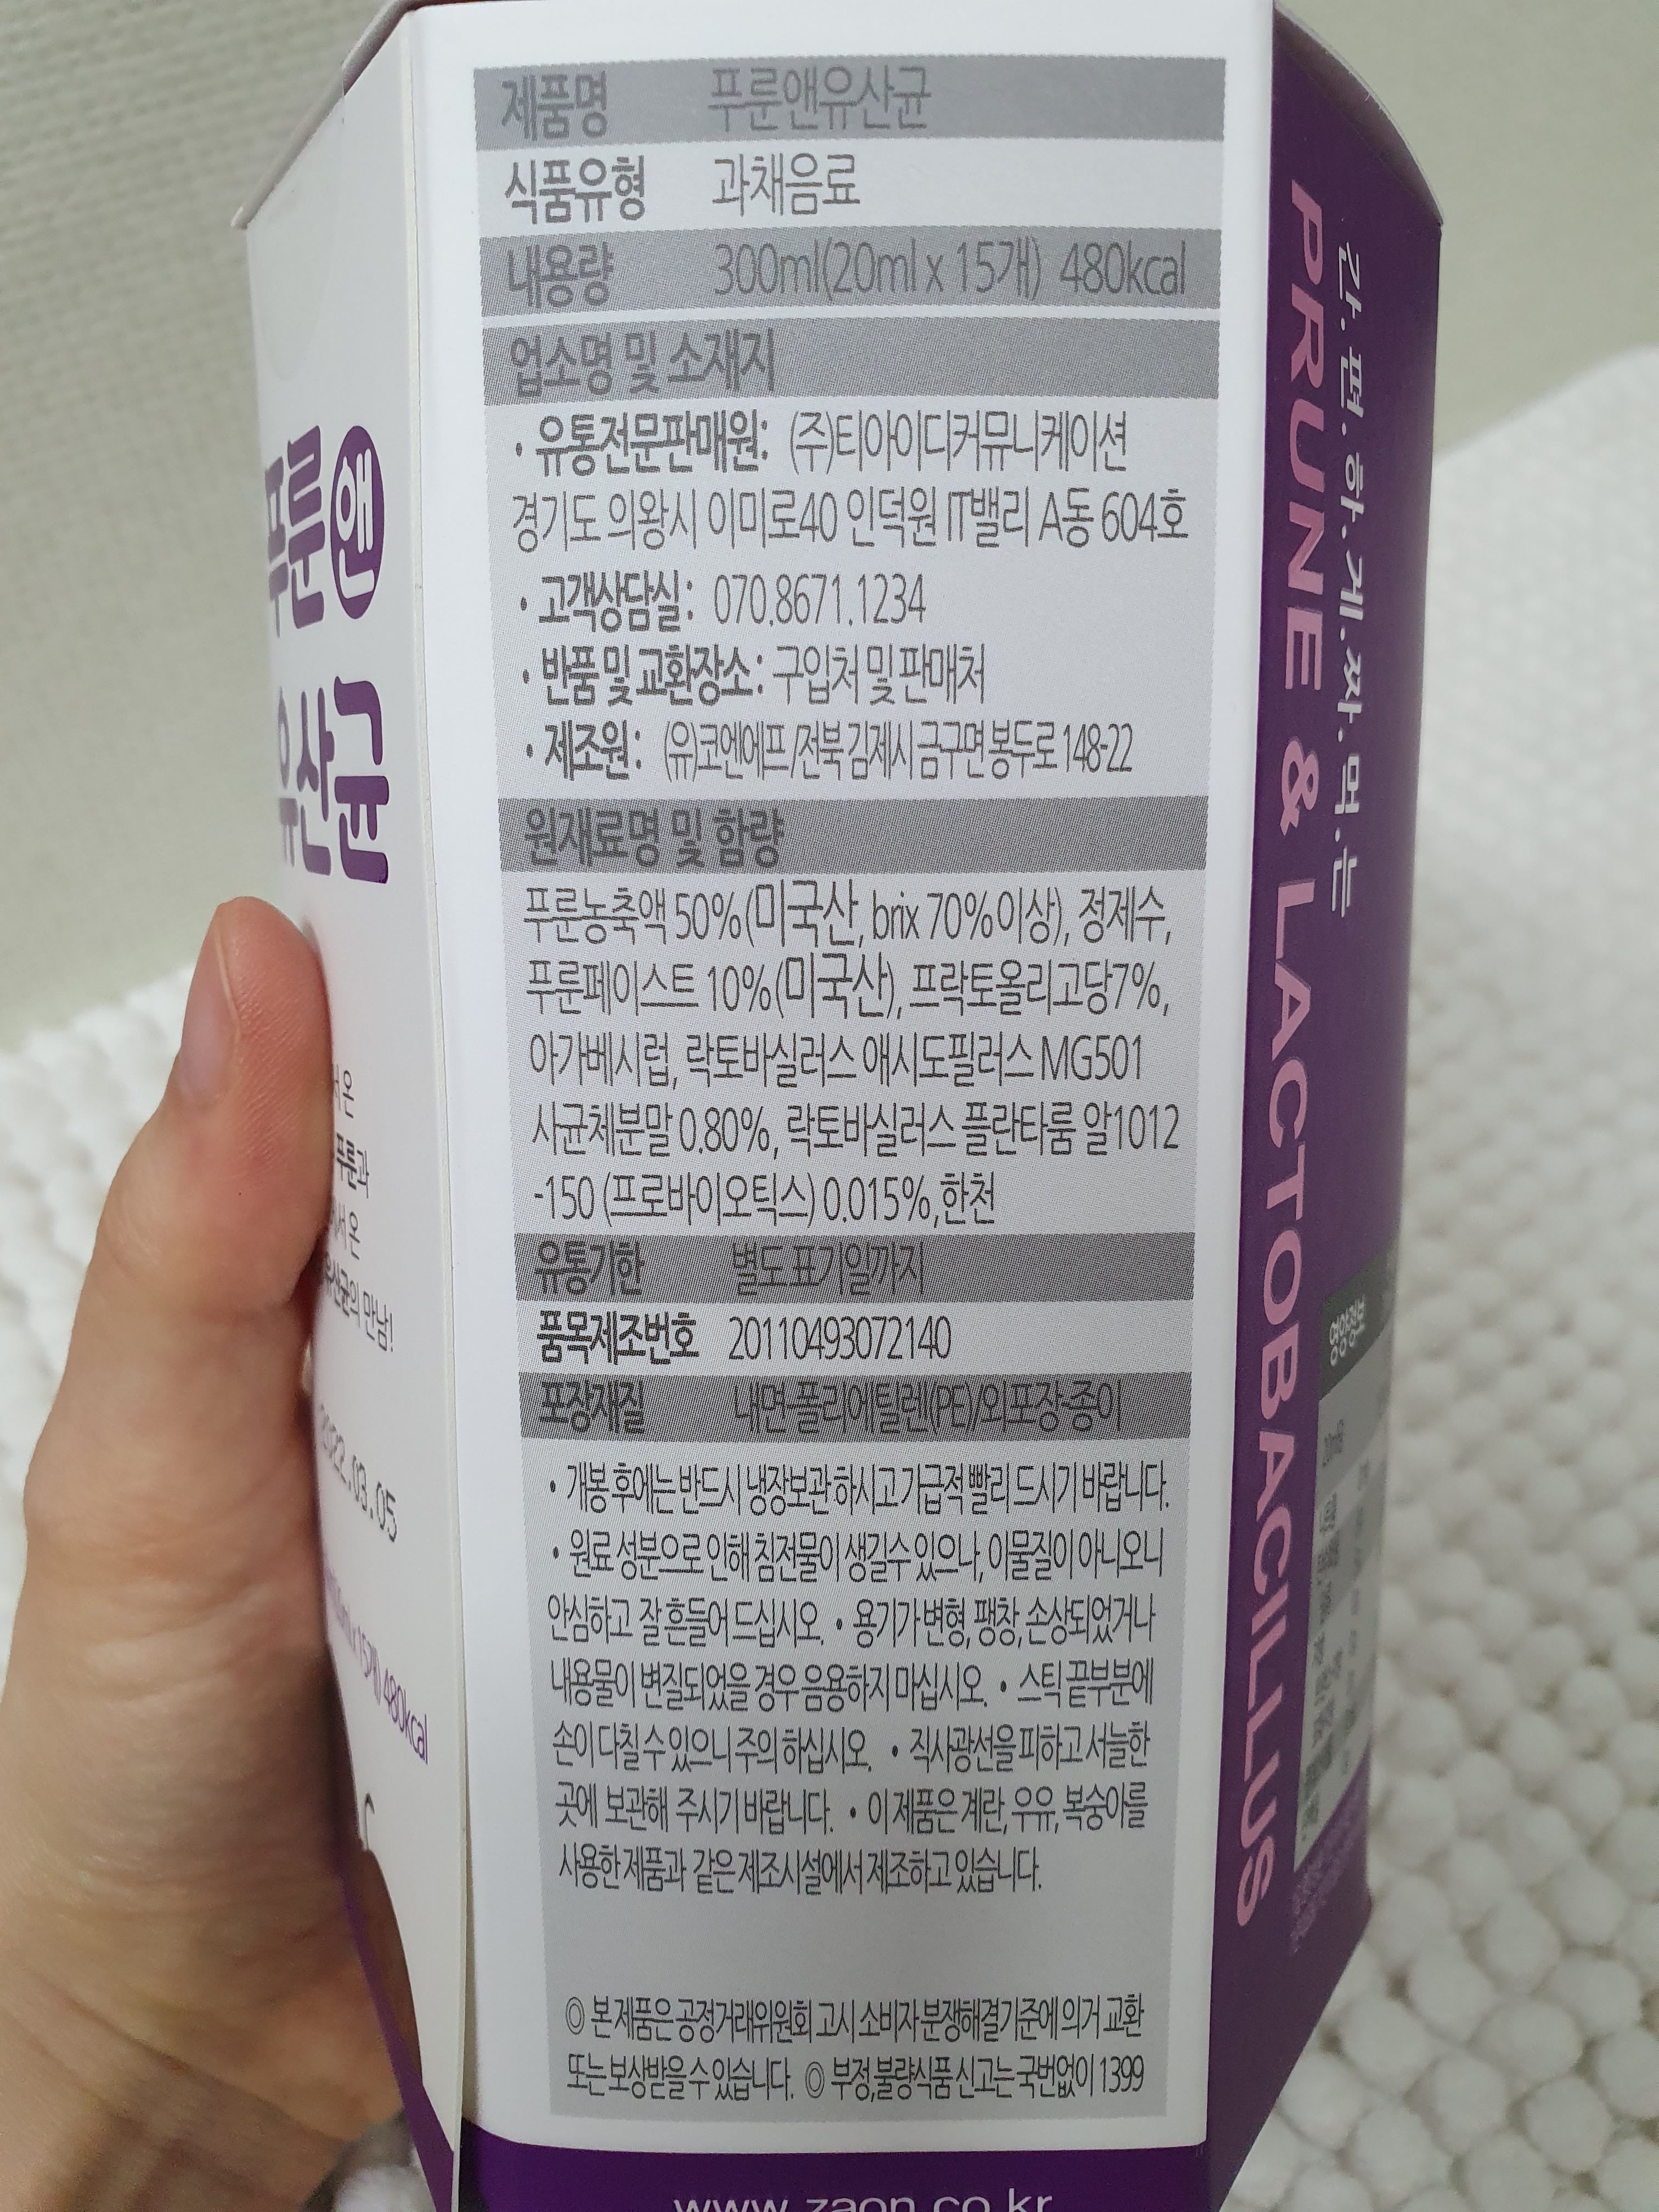 제품명 푸룬앤유산균
식품유형 과채음료
내용량 300ml(20ml x 15개) 480kcal
업소명 및 소재지
• 유통전문판매원: (주)티아이디커뮤니케이션
경기도 의왕시 이미로40 인덕원 IT밸리 A동 604호
• 고객상담실: 070.8671.1234
• 반품 및 교환장소: 구입처 및 판매처
• 제조원: (유)코엔에프/전북 김제시 금구면 봉두로 148-22
원재료명 및 함량
푸룬농축액 50%(미국산, brix 70%이상), 정제수,
푸룬페이스트 10%(미국산), 프락토올리고당7%,
아가베시럽, 락토바실러스 애시도필러스 MG501
사균체분말 0.80%, 락토바실러스 플란타룸 알1012
-150 (프로바이오틱스) 0.015%,한천
유통기한 별도 표기일까지
품목제조번호 20110493072140
포장재질 내면-폴리에틸렌(PE)/외포장-종이
• 개봉 후에는 반드시 냉장보관 하시고 가급적 빨리 드시기 바랍니다.
• 원료 성분으로 인해 침전물이 생길수 있으나, 이물질이 아니오니
안심하고 잘 흔들어 드십시오. • 용기가 변형, 팽창, 손상되었거나
내용물이 변질되었을 경우 음용하지 마십시오. • 스틱 끝부분에
손이 다칠 수 있으니 주의 하십시오. • 직사광선을 피하고 서늘한
곳에 보관해 주시기 바랍니다. • 이 제품은 계란, 우유, 복숭아를
사용한 제품과 같은 제조시설에서 제조하고 있습니다.
◎ 본 제품은 공정거래위원회 고시 소비자 분쟁해결기준에 의거 교환
또는 보상받을 수 있습니다. ◎ 부정,불량식품 신고는 국번없이 1399
www.zaon.co.kr
푸룬앤
유산균
온
푸룬과
서 온
유산균의 만남!
2022.09.05
x 15개) 480kcal
간.편.하.게.짜.먹.는
PRUNE & LACTOBACILLUS
영양정보